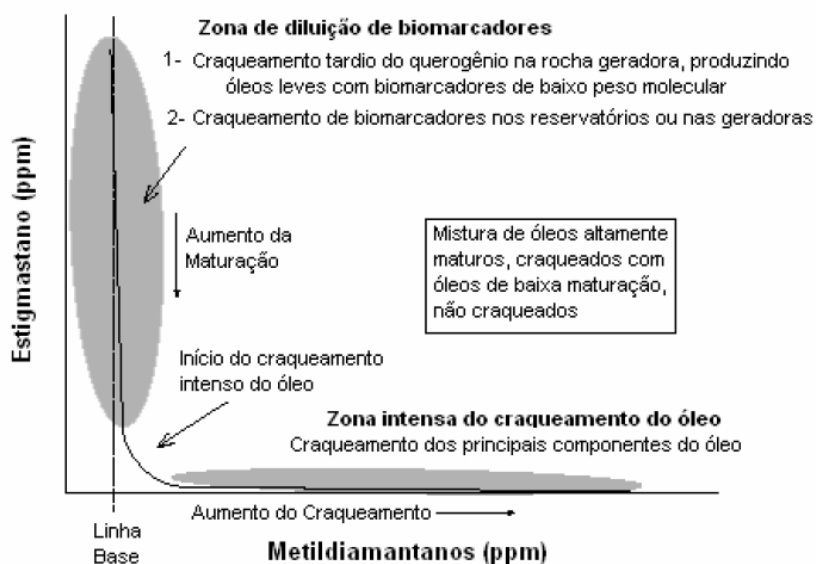 Zona de diluição de biomarcadores
1- Craqueamento tardio do querogênio na rocha geradora, produzindo
óleos leves com biomarcadores de baixo peso molecular
2- Craqueamento de biomarcadores nos reservatórios ou nas geradoras
Estigmastano (ppm)
Aumento da
Maturação
Mistura de óleos altamente
maturos, craqueados com
óleos de baixa maturação,
não craqueados
Início do craqueamento
intenso do óleo
Zona intensa do craqueamento do óleo
Craqueamento dos principais componentes do óleo
Aumento do Craqueamento
Linha
Base
Metildiamantanos (ppm)